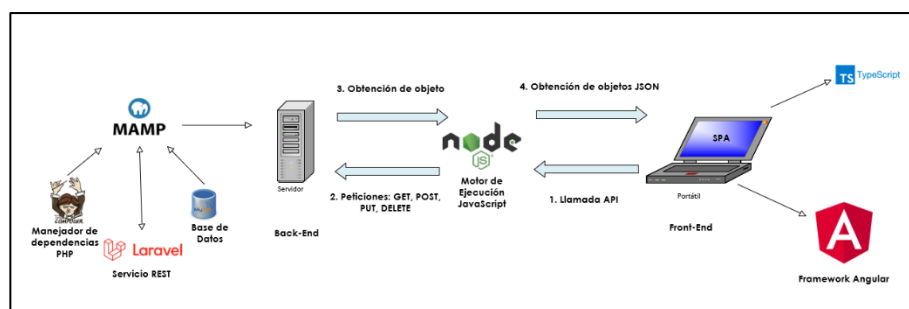 TS TypeScript
3. Obtención de objeto
4. Obtención de objetos JSON
MAMP
node
JS
SPA
Servidor
Motor de
Ejecución
JavaScript
Portátil
2. Peticiones: GET, POST,
PUT, DELETE
1. Llamada API
Back-End
Front-End
COMPOSER
Manejador de
dependencias
PHP
Base de
Datos
Laravel
Servicio REST
A
Framework Angular